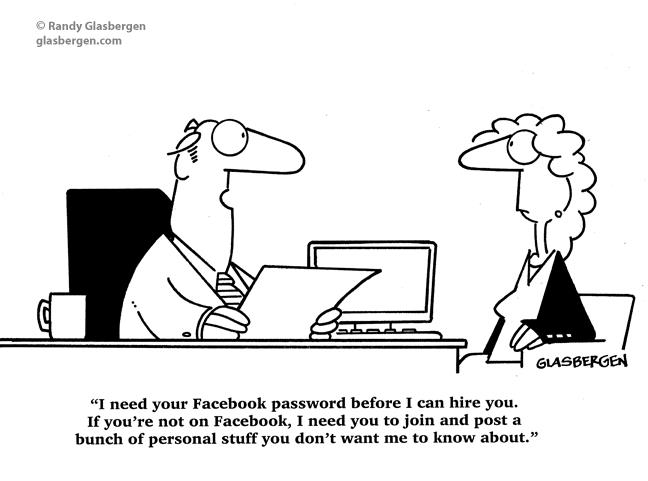 © Randy Glasbergen
glasbergen.com
GLASBERGEN
“I need your Facebook password before I can hire you.
If you’re not on Facebook, I need you to join and post a
bunch of personal stuff you don’t want me to know about.”